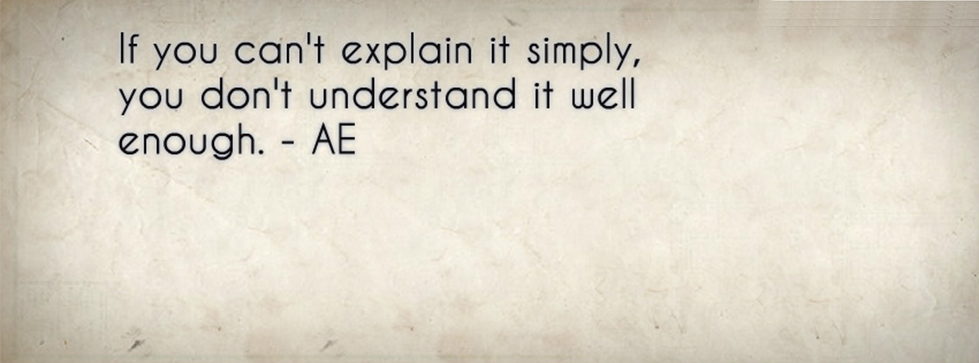 If you can't explain it simply,
you don't understand it well
enough. - AE